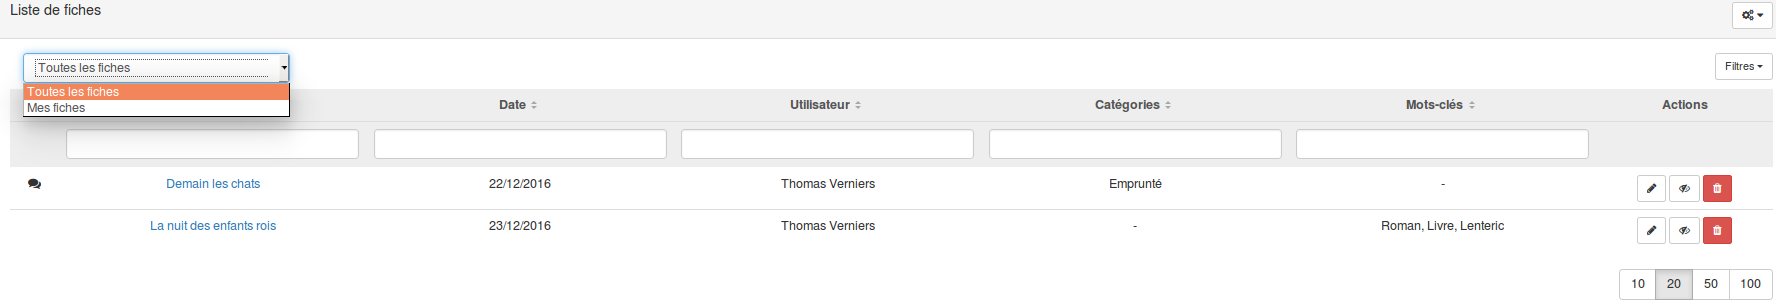 Liste de fiches
Toutes les fiches
Filtres
Toutes les fiches
Mes fiches
Date Utilisateur Catégories Mots-clés Actions
Demain les chats 22/12/2016 Thomas Verniers Emprunté -
La nuit des enfants rois 23/12/2016 Thomas Verniers - Roman, Livre, Lenteric
10 20 50 100